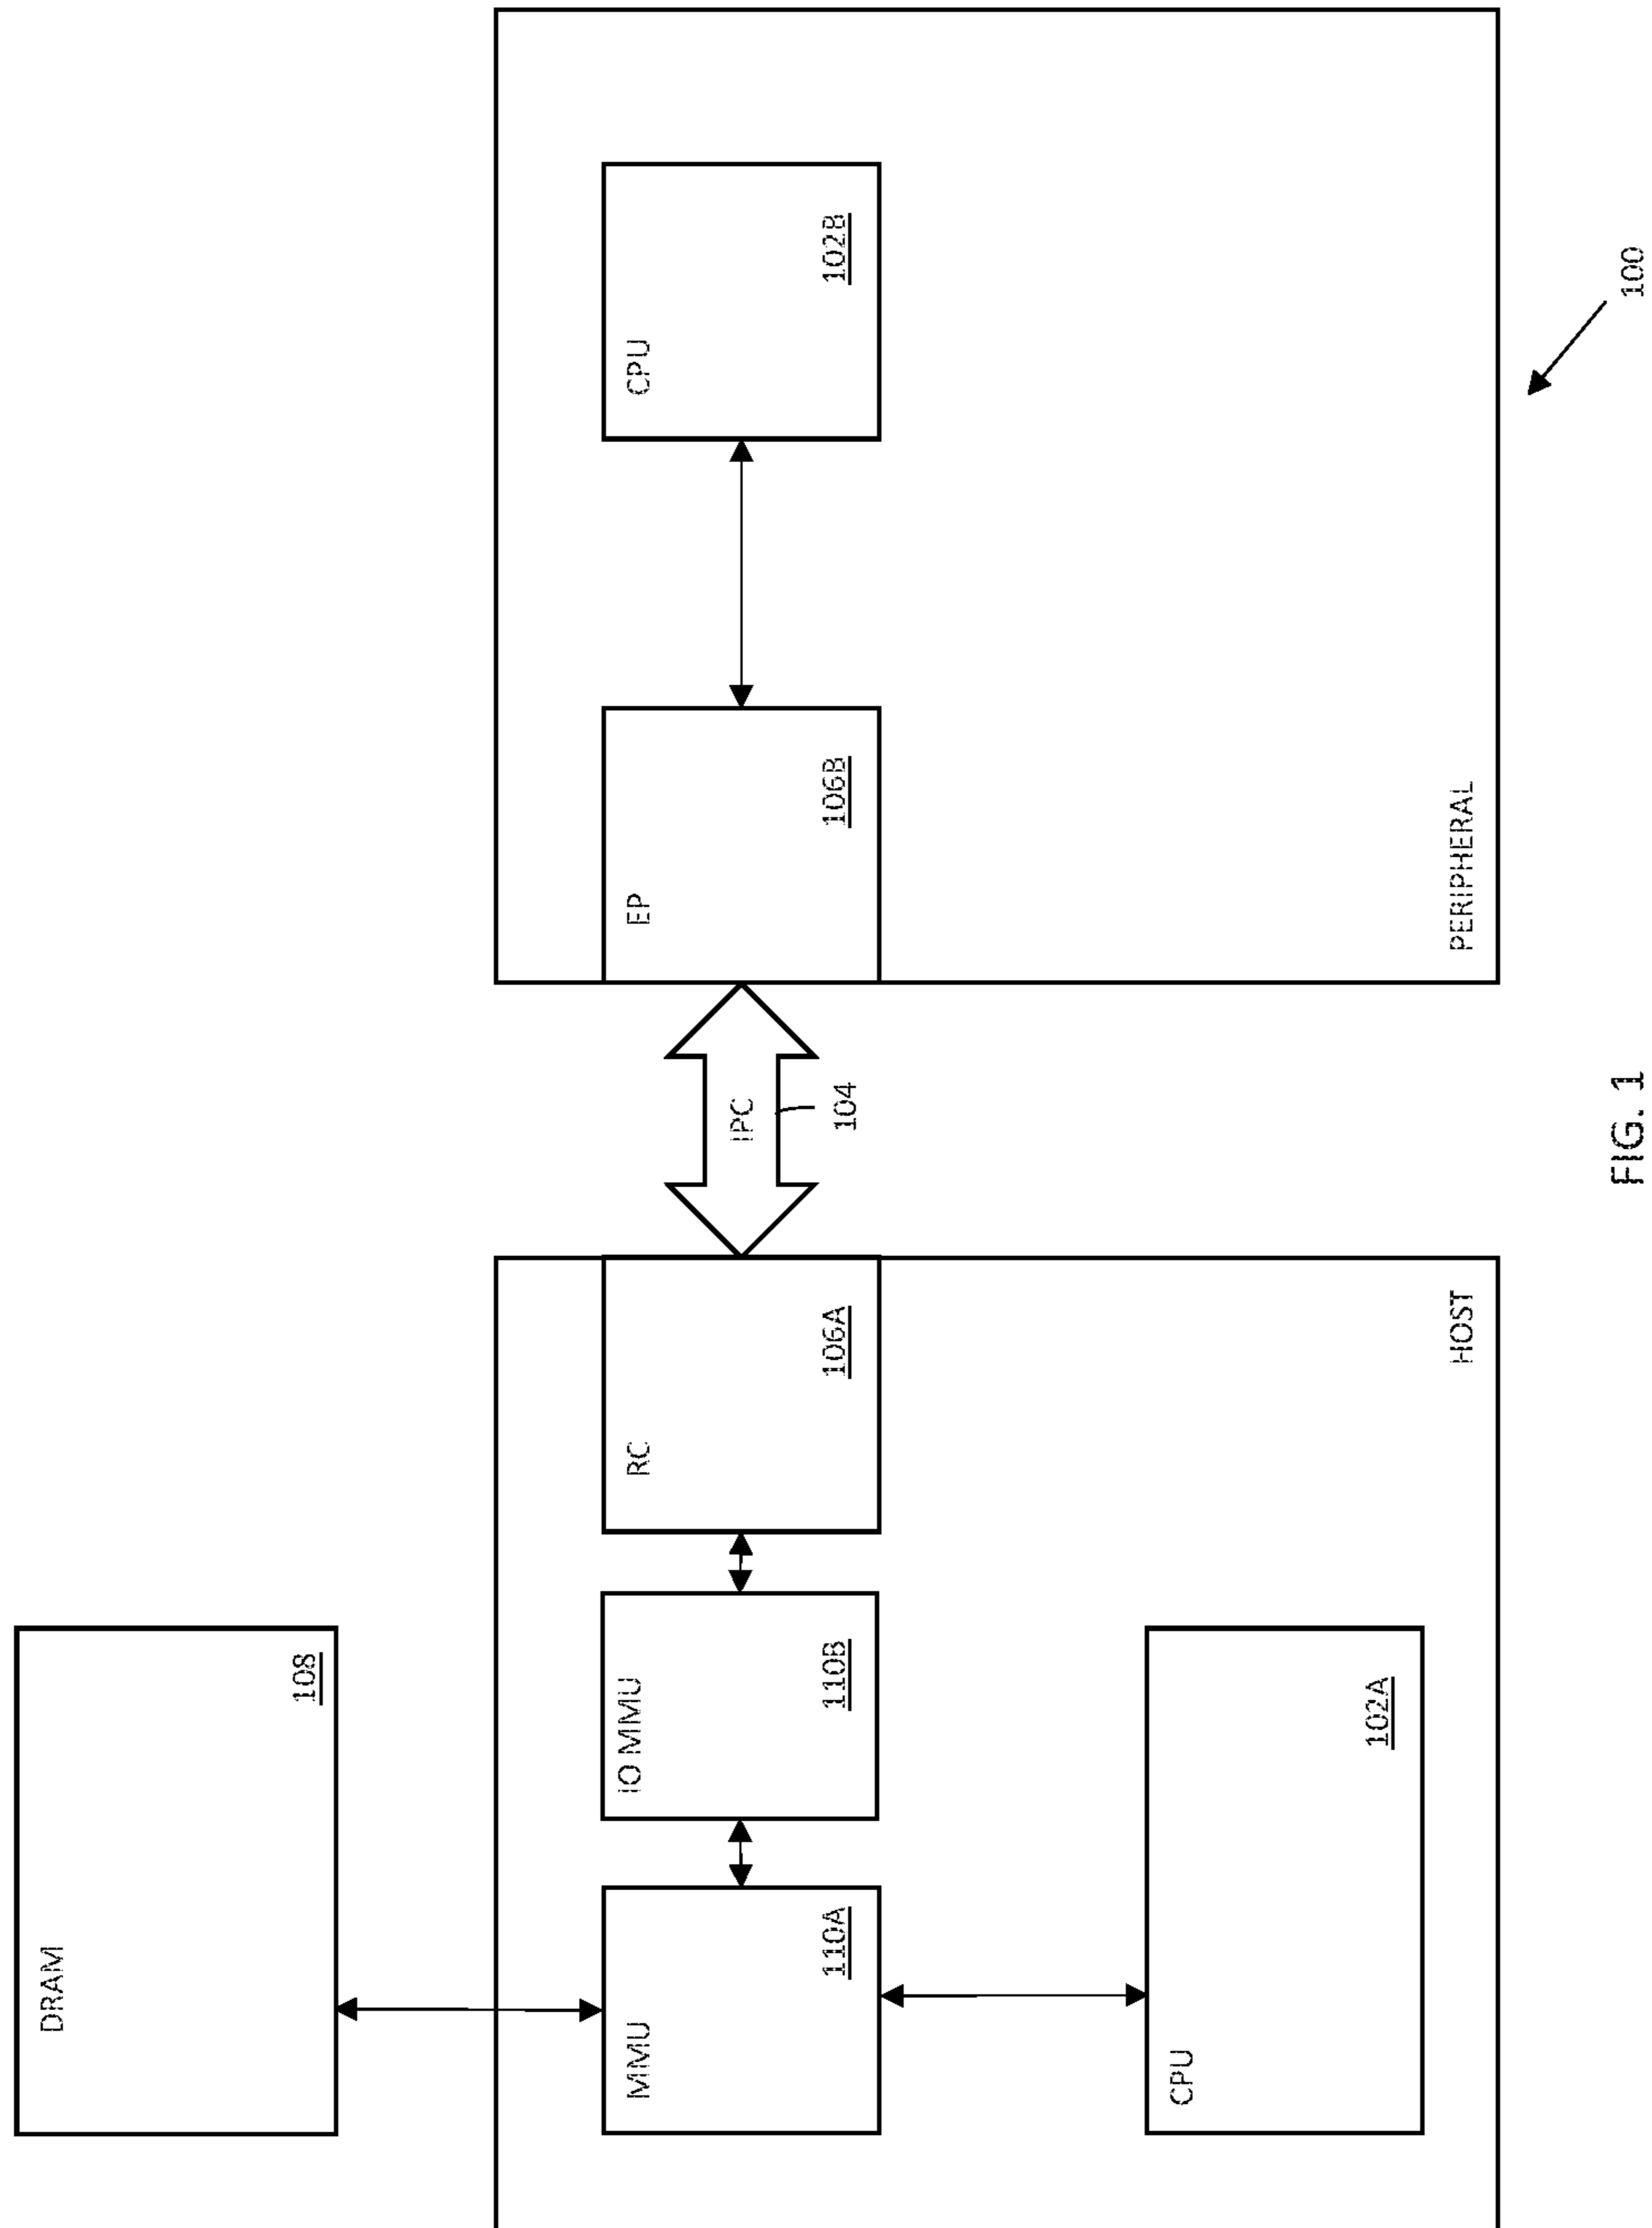 DRAM
108
MMU
110A
IO MMU
110B
RC
106A
CPU
102A
HOST
IPC
104
EP
106B
CPU
102B
PERIPHERAL
100
FIG. 1